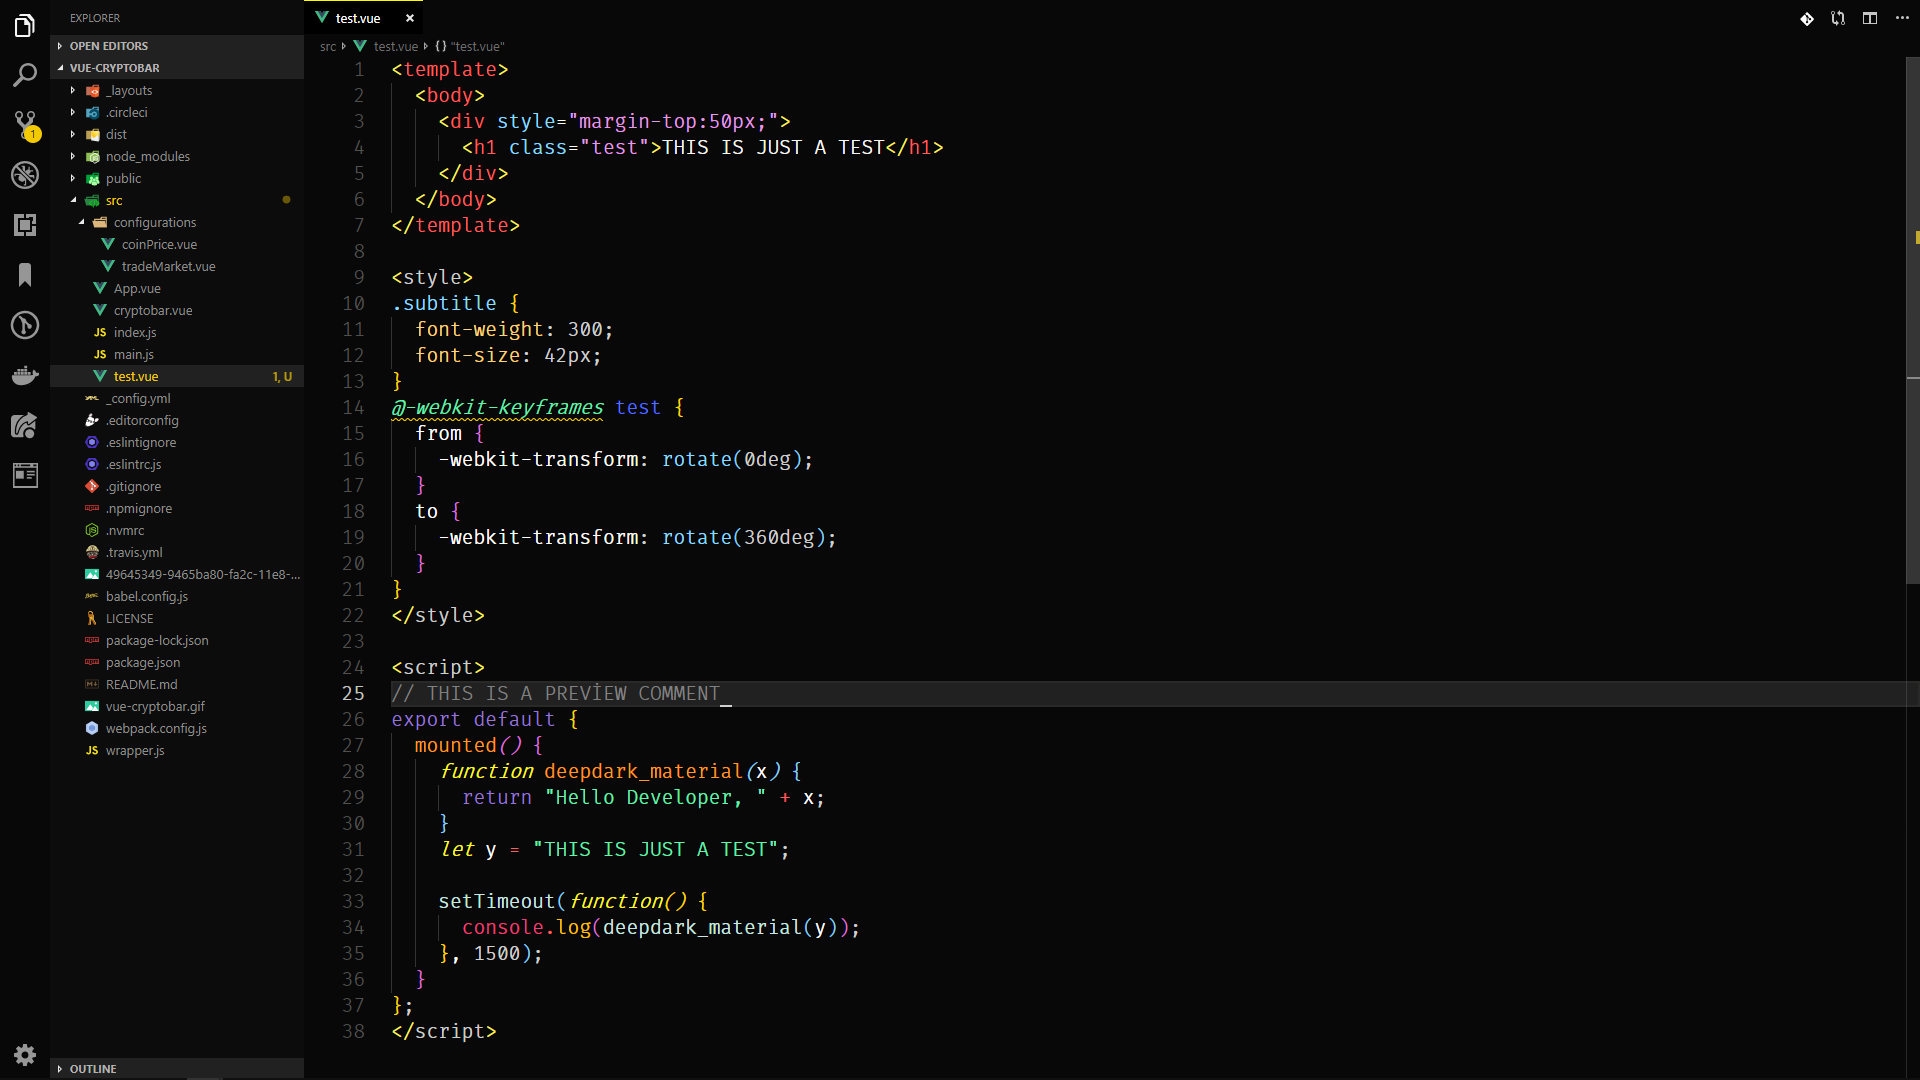 EXPLORER
OPEN EDITORS
VUE-CRYPTOBAR
_layouts
.circleci
dist
node_modules
public
src
configurations
coinPrice.vue
tradeMarket.vue
App.vue
cryptobar.vue
JS index.js
JS main.js
test.vue 1, U
_config.yml
.editorconfig
.eslintignore
.eslintrc.js
.gitignore
.npmignore
.nvmrc
.travis.yml
49645349-9465ba80-fa2c-11e8-...
babel.config.js
LICENSE
package-lock.json
package.json
README.md
vue-cryptobar.gif
webpack.config.js
JS wrapper.js
OUTLINE
1
test.vue ×
src test.vue {} "test.vue"
1 <template>
2   <body>
3     <div style="margin-top:50px;">
4       <h1 class="test">THIS IS JUST A TEST</h1>
5     </div>
6   </body>
7 </template>
8
9 <style>
10 .subtitle {
11   font-weight: 300;
12   font-size: 42px;
13 }
14 @-webkit-keyframes test {
15   from {
16     -webkit-transform: rotate(0deg);
17   }
18   to {
19     -webkit-transform: rotate(360deg);
20   }
21 }
22 </style>
23
24 <script>
25 // THIS IS A PREVİEW COMMENT
26 export default {
27   mounted() {
28     function deepdark_material(x) {
29       return "Hello Developer, " + x;
30     }
31     let y = "THIS IS JUST A TEST";
32
33     setTimeout(function() {
34       console.log(deepdark_material(y));
35     }, 1500);
36   }
37 };
38 </script>